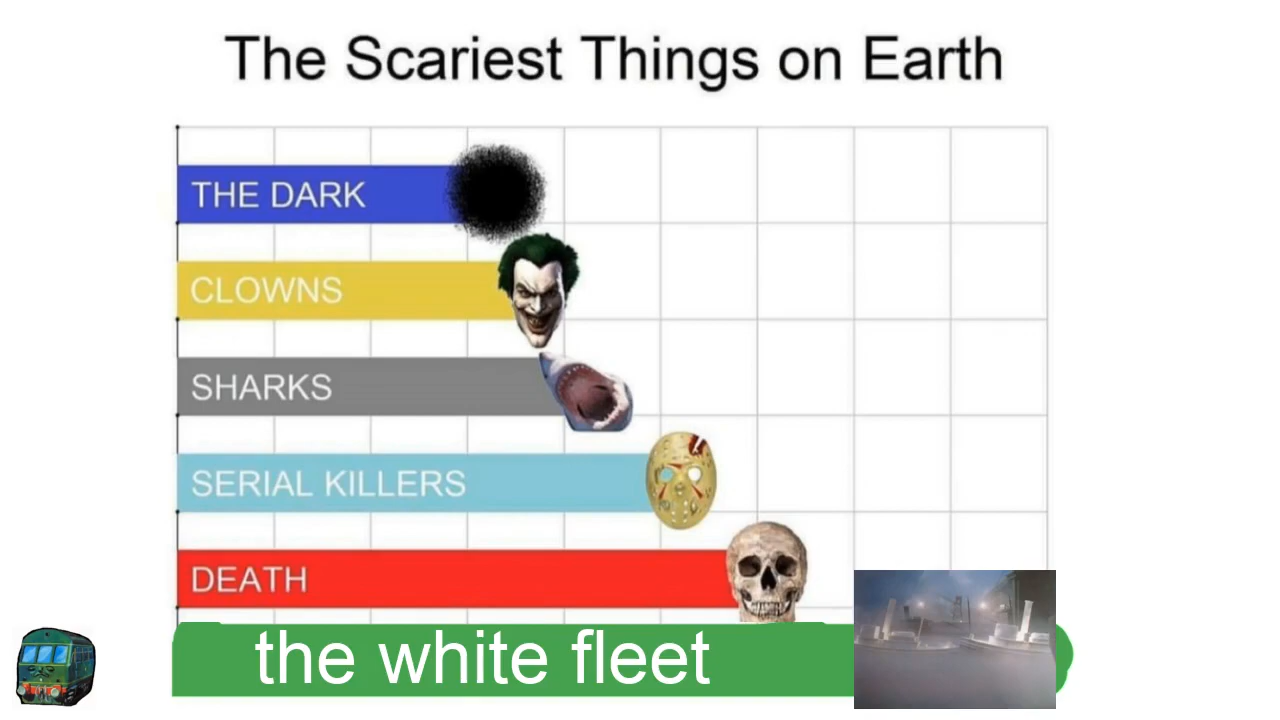 The Scariest Things on Earth
THE DARK
CLOWNS
SHARKS
SERIAL KILLERS
DEATH
the white fleet